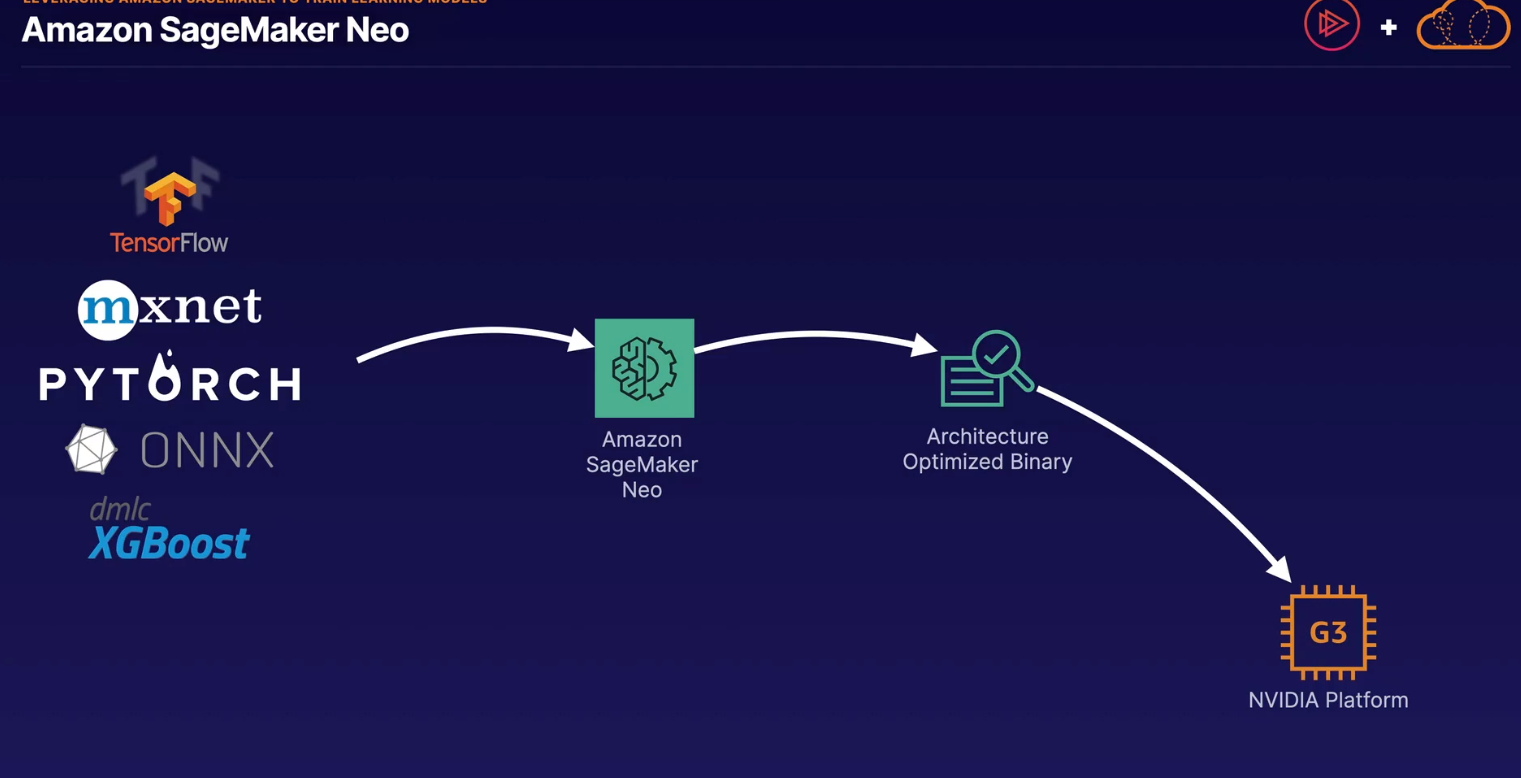 LEVERAGING AMAZON SAGEMAKER TO TRAIN LEARNING MODELS
Amazon SageMaker Neo
TensorFlow
mxnet
PYTORCH
ONNX
dmlc
XGBoost
Amazon
SageMaker
Neo
Architecture
Optimized Binary
G3
NVIDIA Platform